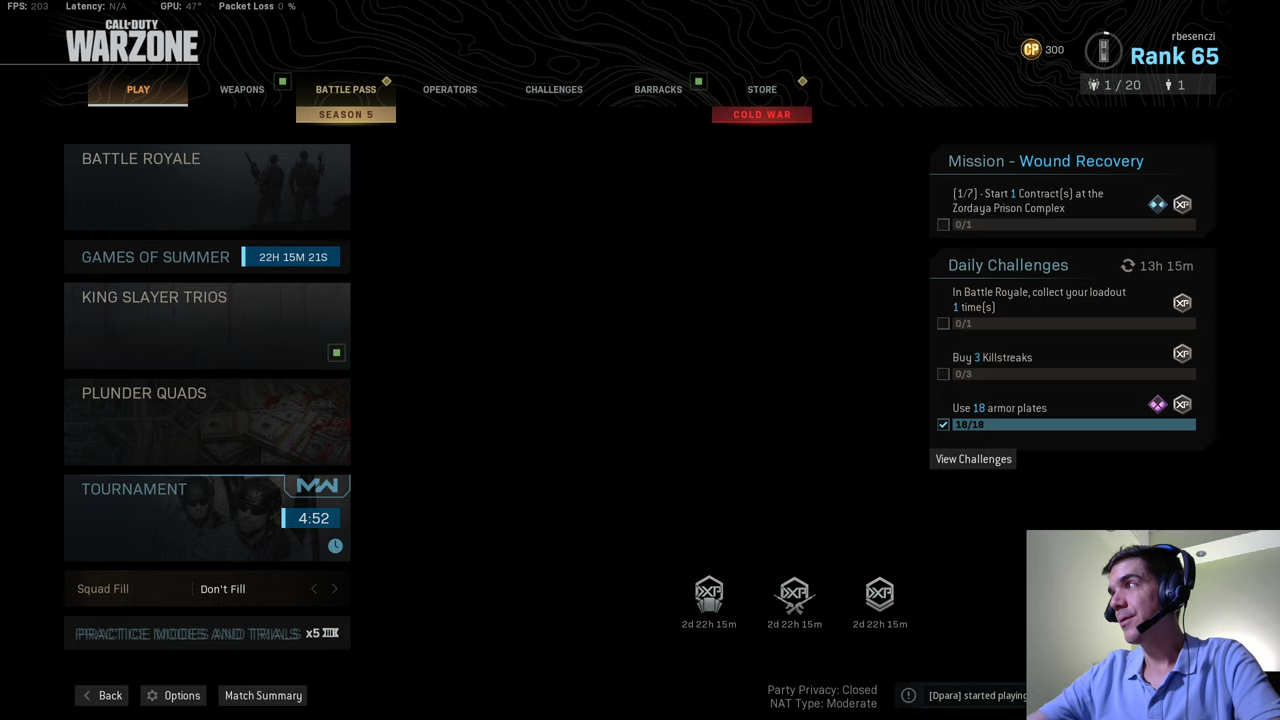 FPS: 203 Latency: N/A GPU: 47° Packet Loss 0 %
CALL OF DUTY
WARZONE
CP 300
rbesenczi
Rank 65
1 / 20 1
PLAY
WEAPONS
BATTLE PASS
SEASON 5
OPERATORS
CHALLENGES
BARRACKS
STORE
COLD WAR
BATTLE ROYALE
GAMES OF SUMMER 22H 15M 21S
KING SLAYER TRIOS
PLUNDER QUADS
TOURNAMENT MW
4:52
Squad Fill Don't Fill
PRACTICE MODES AND TRIALS x5
Back Options Match Summary
Mission - Wound Recovery
(1/7) - Start 1 Contract(s) at the
Zordaya Prison Complex
XP
0/1
Daily Challenges 13h 15m
In Battle Royale, collect your loadout
1 time(s)
XP
0/1
Buy 3 Killstreaks
XP
0/3
Use 18 armor plates
XP
18/18
View Challenges
2XP 2XP 2XP
2d 22h 15m 2d 22h 15m 2d 22h 15m
Party Privacy: Closed
NAT Type: Moderate
[Dpara] started playing